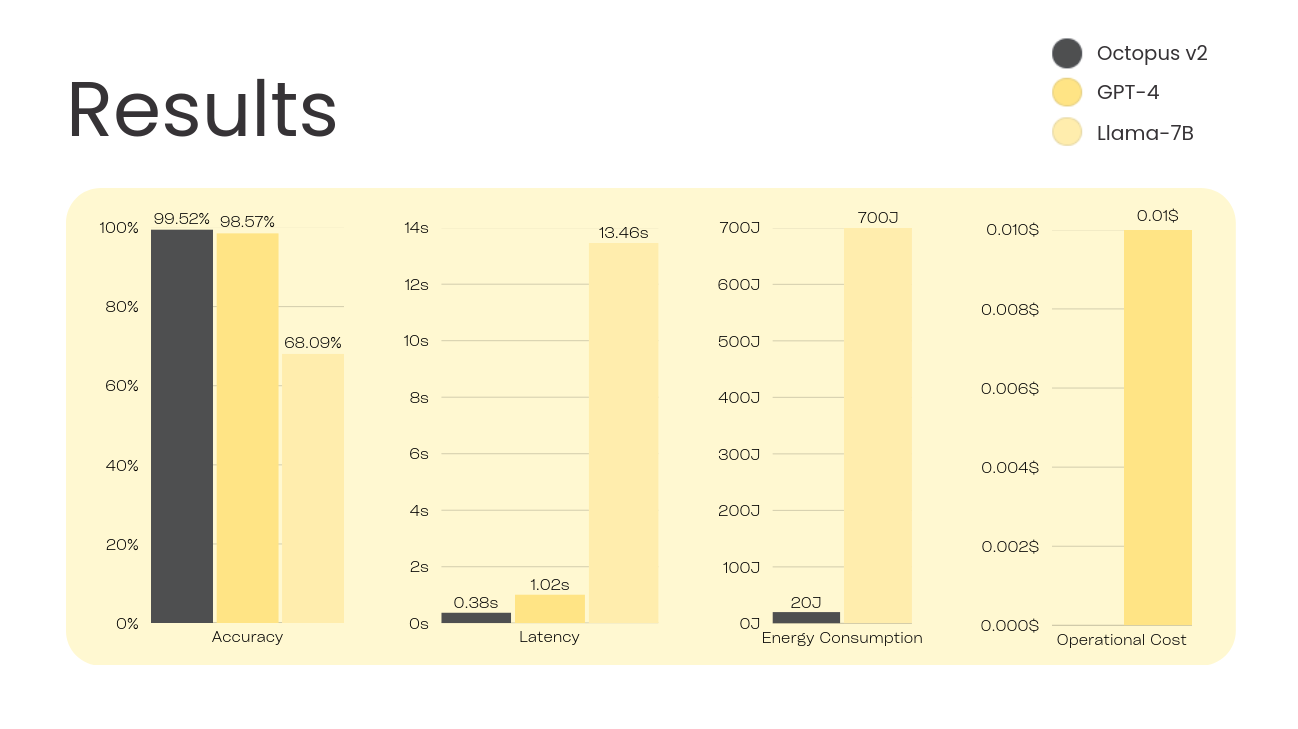 Results
Octopus v2
GPT-4
Llama-7B
99.52% 98.57%
68.09%
100%
80%
60%
40%
20%
0%
Accuracy
14s
12s
10s
8s
6s
4s
2s
0s
0.38s
1.02s
13.46s
Latency
700J
600J
500J
400J
300J
200J
100J
0J
20J
700J
Energy Consumption
0.010$
0.008$
0.006$
0.004$
0.002$
0.000$
0.01$
Operational Cost